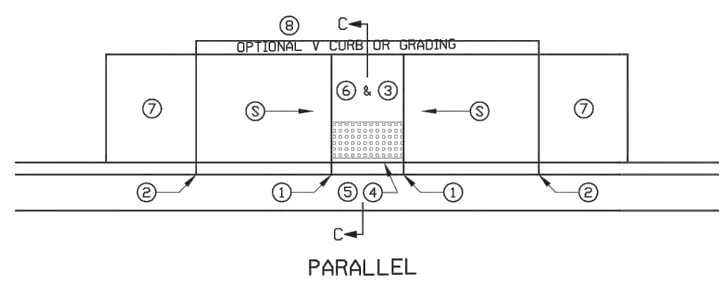 ⑧ C
OPTIONAL V CURB OR GRADING
⑦ Ⓢ ⑥ & ③ Ⓢ ⑦
② ① ⑤ ④ ① ②
C
PARALLEL